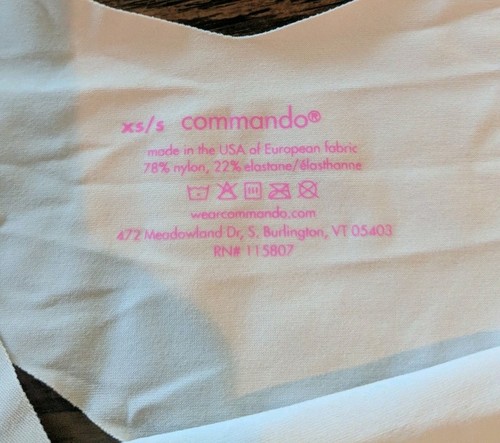 xs/s commando®
made in the USA of European fabric
78% nylon, 22% elastane/élasthanne
wearcommando.com
472 Meadowland Dr, S. Burlington, VT 05403
RN# 115807